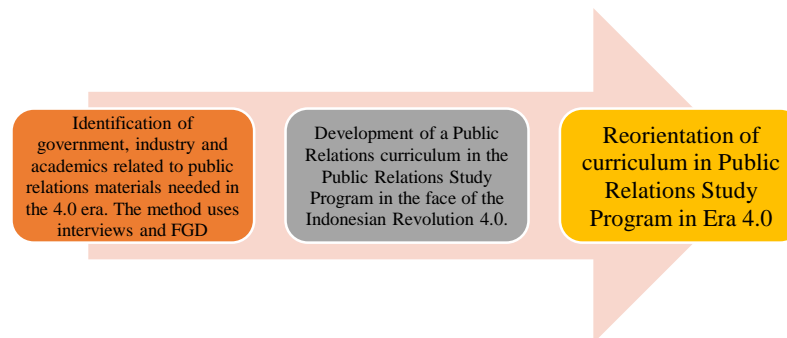 Identification of
government, industry and
academics related to public
relations materials needed in
the 4.0 era. The method uses
interviews and FGD
Development of a Public
Relations curriculum in the
Public Relations Study
Program in the face of the
Indonesian Revolution 4.0.
Reorientation of
curriculum in Public
Relations Study
Program in Era 4.0